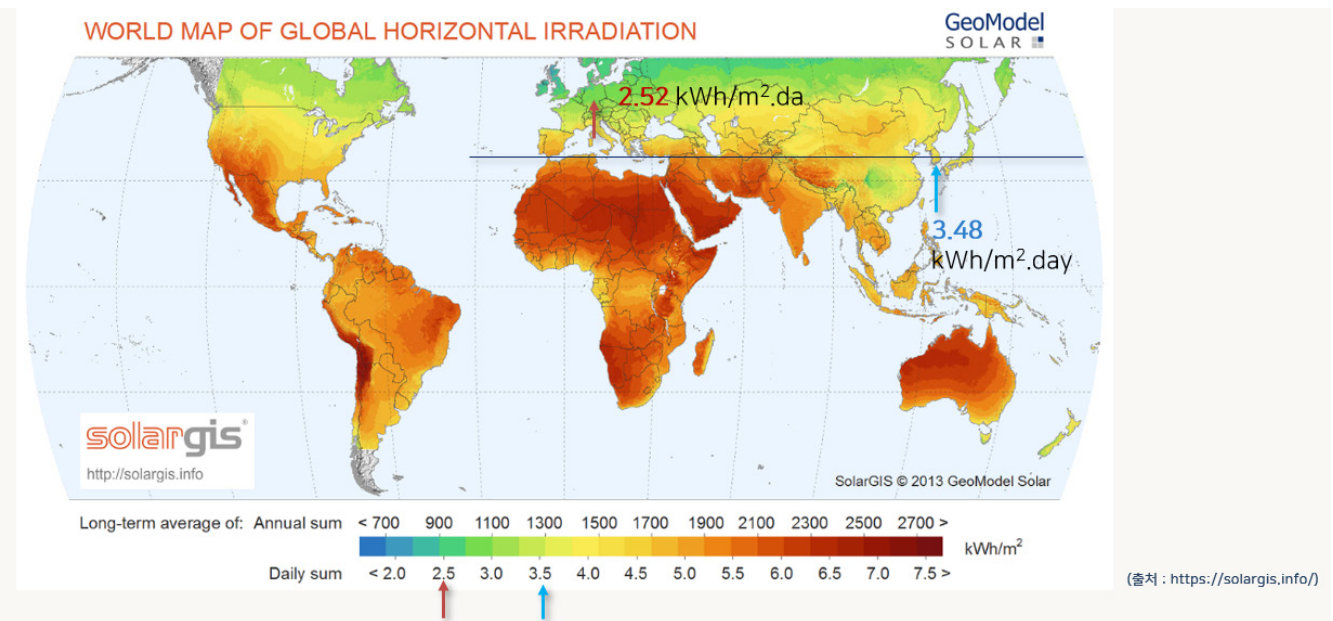 WORLD MAP OF GLOBAL HORIZONTAL IRRADIATION
GeoModel
SOLAR
2.52 kWh/m².da
3.48
kWh/m².day
solargis
http://solargis.info
SolarGIS © 2013 GeoModel Solar
Long-term average of: Annual sum < 700 900 1100 1300 1500 1700 1900 2100 2300 2500 2700 >
kWh/m²
Daily sum < 2.0 2.5 3.0 3.5 4.0 4.5 5.0 5.5 6.0 6.5 7.0 7.5 >
(출처 : https://solargis.info/)